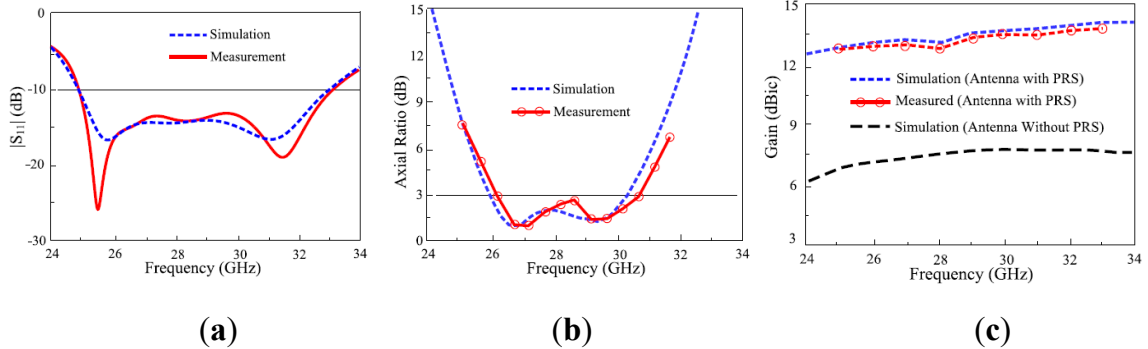 0
-10
-20
-30
|S11| (dB)
Simulation
Measurement
24 26 28 30 32 34
Frequency (GHz)
(a)
15
12
9
6
3
0
Axial Ratio (dB)
Simulation
Measurement
24 26 28 30 32 34
Frequency (GHz)
(b)
15
12
9
6
3
Gain (dBic)
Simulation (Antenna with PRS)
Measured (Antenna with PRS)
Simulation (Antenna Without PRS)
24 26 28 30 32 34
Frequency (GHz)
(c)